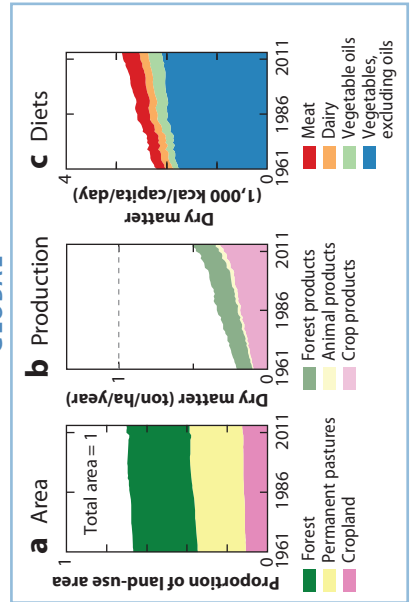 GLOBAL
a Area
1
Total area = 1
0
Proportion of land-use area
1961 1986 2011
Forest
Permanent pastures
Cropland
b Production
1
0
Dry matter (ton/ha/year)
1961 1986 2011
Forest products
Animal products
Crop products
c Diets
4
0
Dry matter
(1,000 kcal/capita/day)
1961 1986 2011
Meat
Dairy
Vegetable oils
Vegetables,
excluding oils